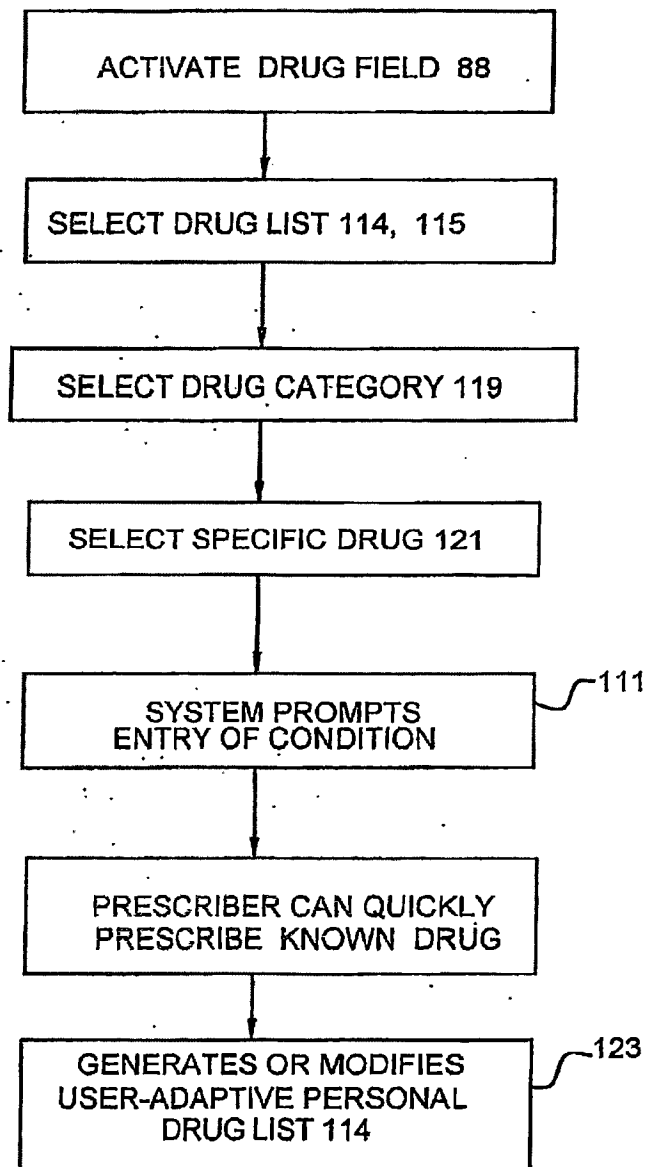 ACTIVATE DRUG FIELD 88
SELECT DRUG LIST 114, 115
SELECT DRUG CATEGORY 119
SELECT SPECIFIC DRUG 121
111
SYSTEM PROMPTS
ENTRY OF CONDITION
PRESCRIBER CAN QUICKLY
PRESCRIBE KNOWN DRUG
123
GENERATES OR MODIFIES
USER-ADAPTIVE PERSONAL
DRUG LIST 114